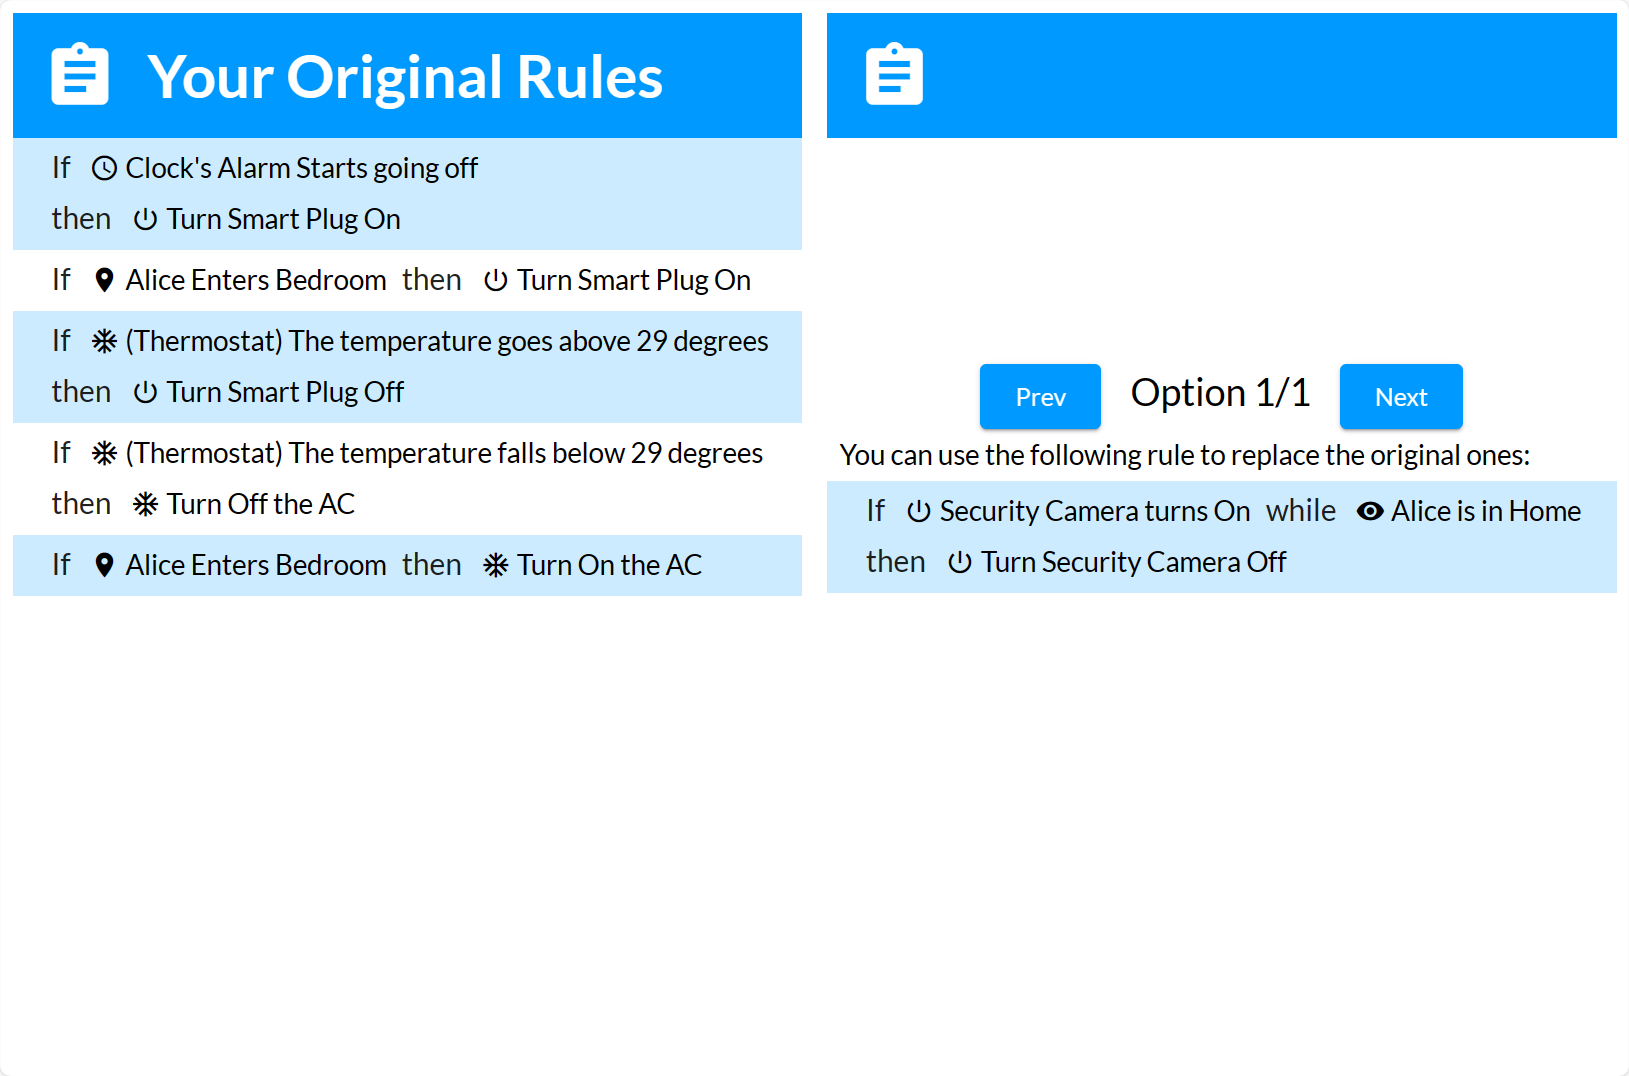 Your Original Rules
If Clock's Alarm Starts going off
then Turn Smart Plug On
If Alice Enters Bedroom then Turn Smart Plug On
If (Thermostat) The temperature goes above 29 degrees
then Turn Smart Plug Off
If (Thermostat) The temperature falls below 29 degrees
then Turn Off the AC
If Alice Enters Bedroom then Turn On the AC
Prev Option 1/1 Next
You can use the following rule to replace the original ones:
If Security Camera turns On while Alice is in Home
then Turn Security Camera Off